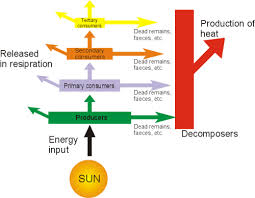 Tertiary
consumers
Production of
heat
Dead remains,
faeces, etc.
Released
in resipration
Secondary
consumers
Dead remains,
faeces, etc.
Primary consumers
Dead remains,
faeces, etc.
Producers
Dead remains,
faeces, etc.
Decomposers
Energy
input
SUN